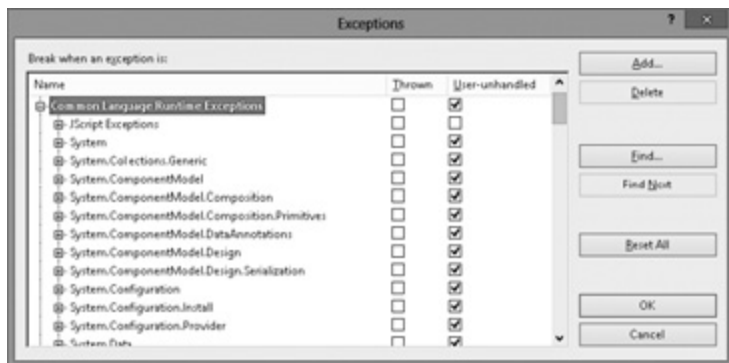 Exceptions
?
×
Break when an exception is:
Name Thrown User-unhandled
Common Language Runtime Exceptions
JScript Exceptions
System
System.Collections.Generic
System.ComponentModel
System.ComponentModel.Composition
System.ComponentModel.Composition.Primitives
System.ComponentModel.DataAnnotations
System.ComponentModel.Design
System.ComponentModel.Design.Serialization
System.Configuration
System.Configuration.Install
System.Configuration.Provider
System.Data
Add...
Delete
Find...
Find Next
Reset All
OK
Cancel